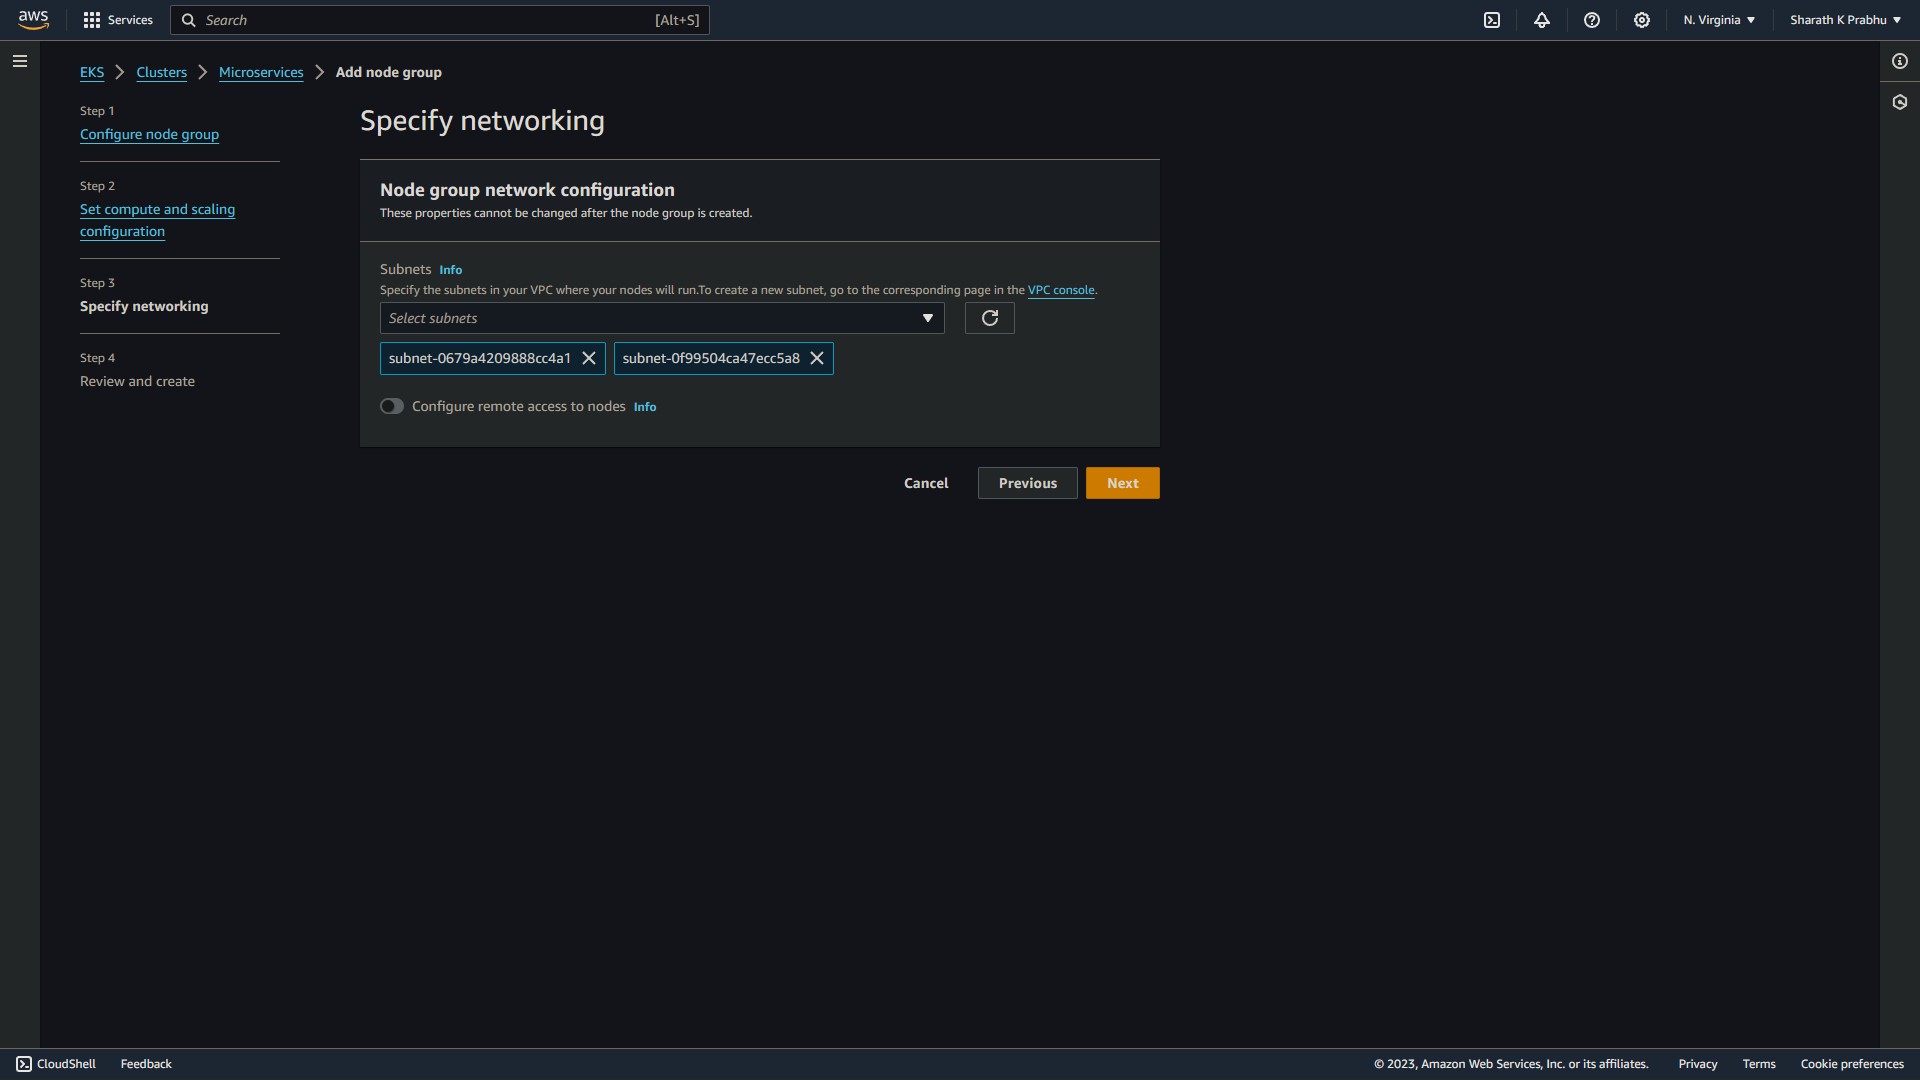 aws
Services
Search
[Alt+S]
N. Virginia
Sharath K Prabhu
EKS
Clusters
Microservices
Add node group
Step 1
Configure node group
Step 2
Set compute and scaling
configuration
Step 3
Specify networking
Step 4
Review and create
Specify networking
Node group network configuration
These properties cannot be changed after the node group is created.
Subnets Info
Specify the subnets in your VPC where your nodes will run.To create a new subnet, go to the corresponding page in the VPC console.
Select subnets
subnet-0679a4209888cc4a1
subnet-0f99504ca47ecc5a8
Configure remote access to nodes Info
Cancel
Previous
Next
CloudShell
Feedback
© 2023, Amazon Web Services, Inc. or its affiliates.
Privacy
Terms
Cookie preferences